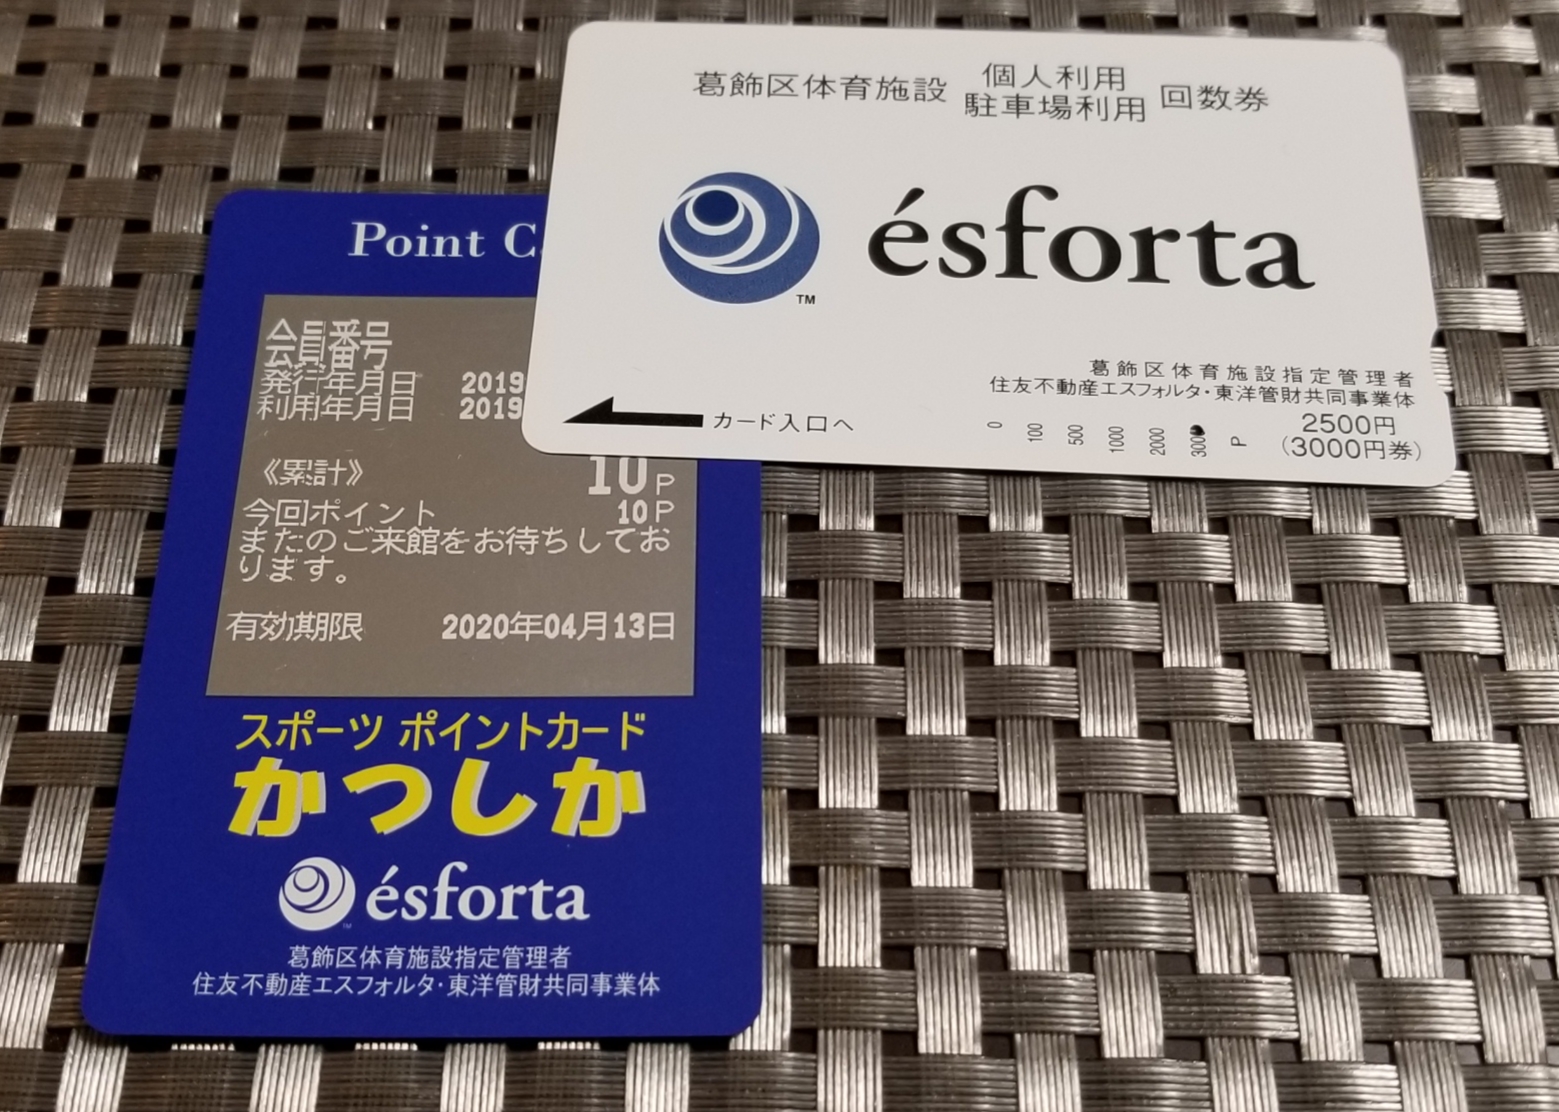 葛飾区体育施設 個人利用 駐車場利用 回数券
ésforta
TM
葛飾区体育施設指定管理者
住友不動産エスフォルタ・東洋管財共同事業体
カード入口へ
0 100 500 1000 2000 P
2500円
(3000円券)
Point
会員番号
発行年月日 2019
利用年月日 2019
《累計》 10P
今回ポイント 10P
またのご来館をお待ちしてお
ります。
有効期限 2020年04月13日
スポーツ ポイントカード
かつしか
ésforta
葛飾区体育施設指定管理者
住友不動産エスフォルタ・東洋管財共同事業体